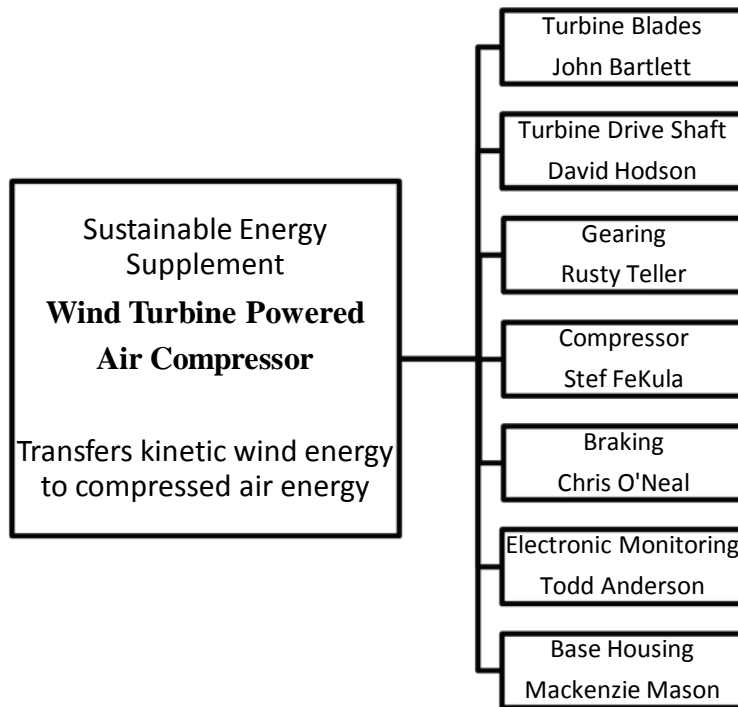 Sustainable Energy
Supplement
Wind Turbine Powered
Air Compressor
Transfers kinetic wind energy
to compressed air energy
Turbine Blades
John Bartlett
Turbine Drive Shaft
David Hodson
Gearing
Rusty Teller
Compressor
Stef FeKula
Braking
Chris O'Neal
Electronic Monitoring
Todd Anderson
Base Housing
Mackenzie Mason